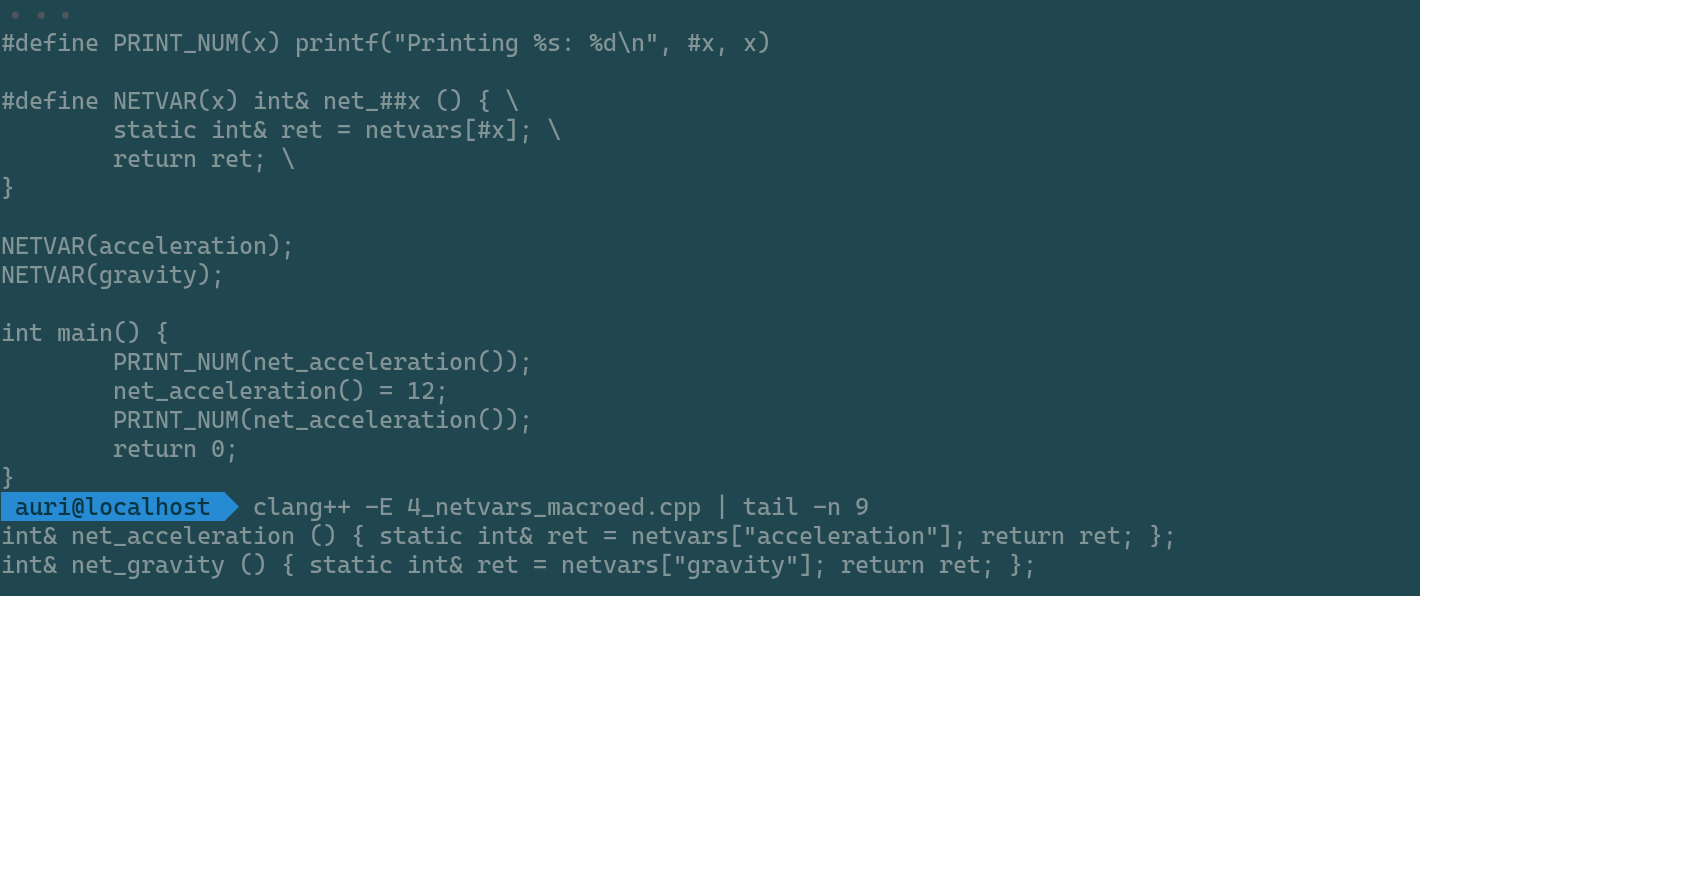 #define PRINT_NUM(x) printf("Printing %s: %d\n", #x, x)
#define NETVAR(x) int& net_##x () { \
static int& ret = netvars[#x]; \
return ret; \
}
NETVAR(acceleration);
NETVAR(gravity);
int main() {
PRINT_NUM(net_acceleration());
net_acceleration() = 12;
PRINT_NUM(net_acceleration());
return 0;
}
auri@localhost clang++ -E 4_netvars_macroed.cpp | tail -n 9
int& net_acceleration () { static int& ret = netvars["acceleration"]; return ret; };
int& net_gravity () { static int& ret = netvars["gravity"]; return ret; };